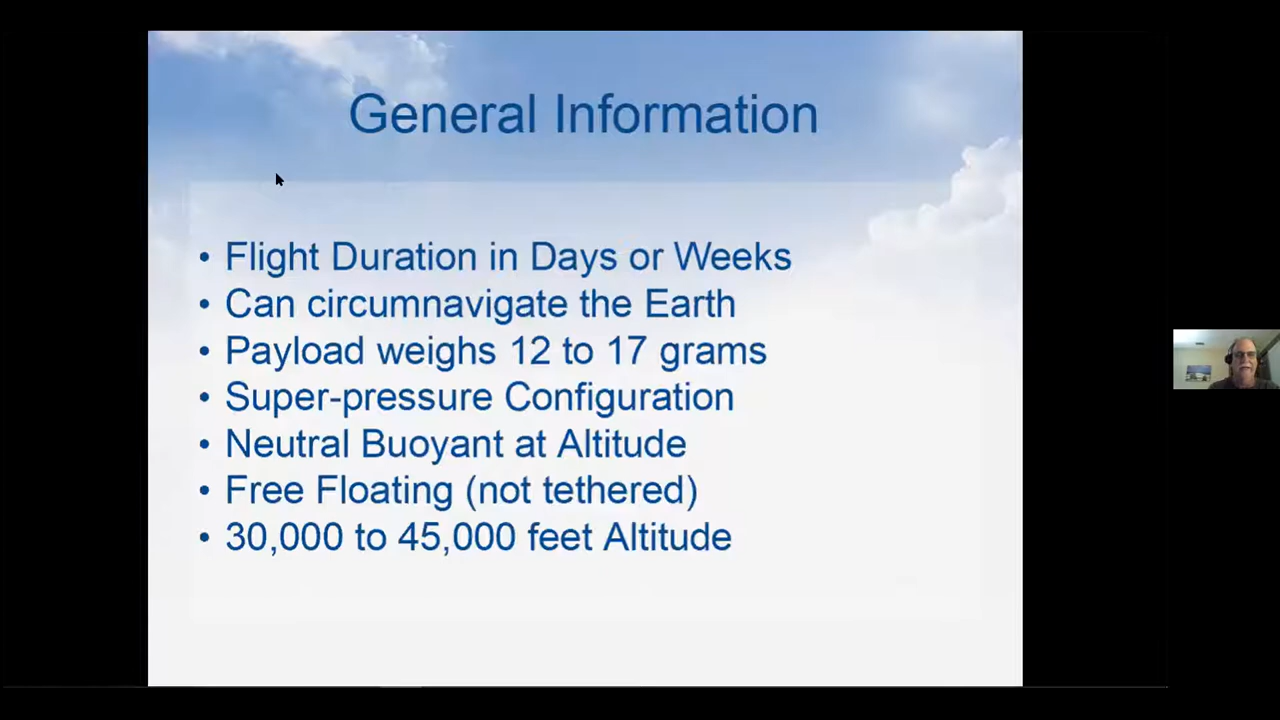 General Information
• Flight Duration in Days or Weeks
• Can circumnavigate the Earth
• Payload weighs 12 to 17 grams
• Super-pressure Configuration
• Neutral Buoyant at Altitude
• Free Floating (not tethered)
• 30,000 to 45,000 feet Altitude